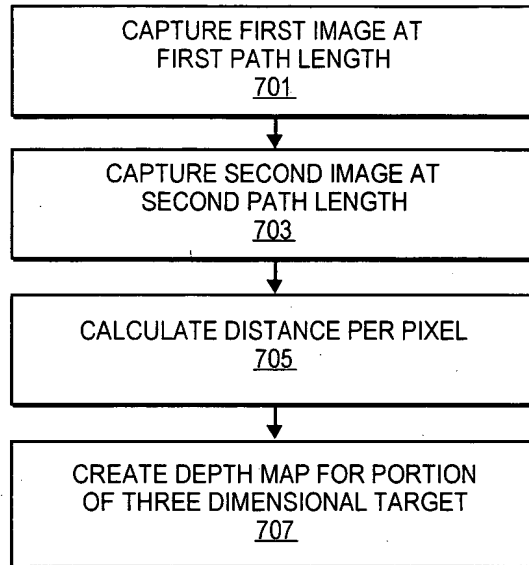 CAPTURE FIRST IMAGE AT
FIRST PATH LENGTH
701
CAPTURE SECOND IMAGE AT
SECOND PATH LENGTH
703
CALCULATE DISTANCE PER PIXEL
705
CREATE DEPTH MAP FOR PORTION
OF THREE DIMENSIONAL TARGET
707